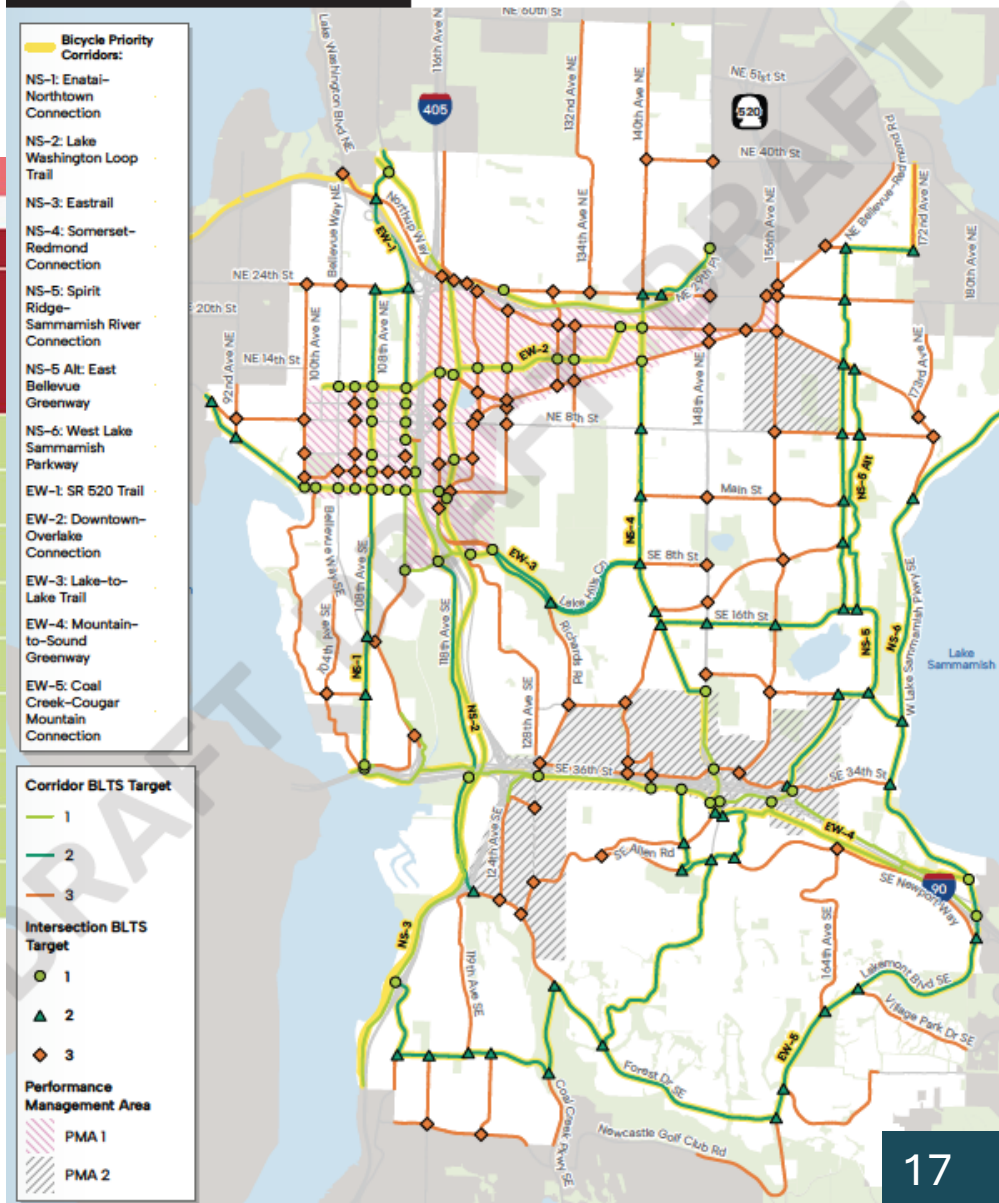 Bicycle Priority
Corridors:
NS-1: Enatai–
Northtown
Connection
NS-2: Lake
Washington Loop
Trail
NS-3: Eastrail
NS-4: Somerset-
Redmond
Connection
NS-5: Spirit
Ridge–
Sammamish River
Connection
NS-5 Alt: East
Bellevue
Greenway
NS-6: West Lake
Sammamish
Parkway
EW-1: SR 520 Trail
EW-2: Downtown-
Overlake
Connection
EW-3: Lake-to-
Lake Trail
EW-4: Mountain-
to-Sound
Greenway
EW-5: Coal
Creek-Cougar
Mountain
Connection
Corridor BLTS Target
1
2
3
Intersection BLTS
Target
1
2
3
Performance
Management Area
PMA 1
PMA 2
NE 60th St
Lake Washington Blvd NE
116th Ave NE
405
132nd Ave NE
140th Ave NE
NE 51st St
520
NE 40th St
NE Bellevue-Redmond Rd
172nd Ave NE
180th Ave NE
Bellevue Way NE
Northup Way
EW-1
134th Ave NE
156th Ave NE
NE 24th St
NE 29th Pl
20th St
108th Ave NE
100th Ave NE
92nd Ave NE
NE 14th St
EW-2
148th Ave NE
173rd Ave NE
NE 8th St
NS-5 Alt
Main St
Bellevue Way SE
NS-4
108th Ave SE
EW-3
SE 8th St
Lake Hills Cn
104th Ave SE
118th Ave SE
Richards Rd
SE 16th St
NS-5
NS-6
W Lake Sammamish Pkwy SE
Lake
Sammamish
NS-1
NS-2
128th Ave SE
SE 36th St
SE 34th St
124th Ave SE
EW-4
SE Allen Rd
90
SE Newport Way
NS-3
119th Ave SE
164th Ave SE
Lakemont Blvd SE
Village Park Dr SE
EW-5
Forest Dr SE
Coal Creek Pkwy SE
Newcastle Golf Club Rd
DRAFT DRAFT DRAFT
17